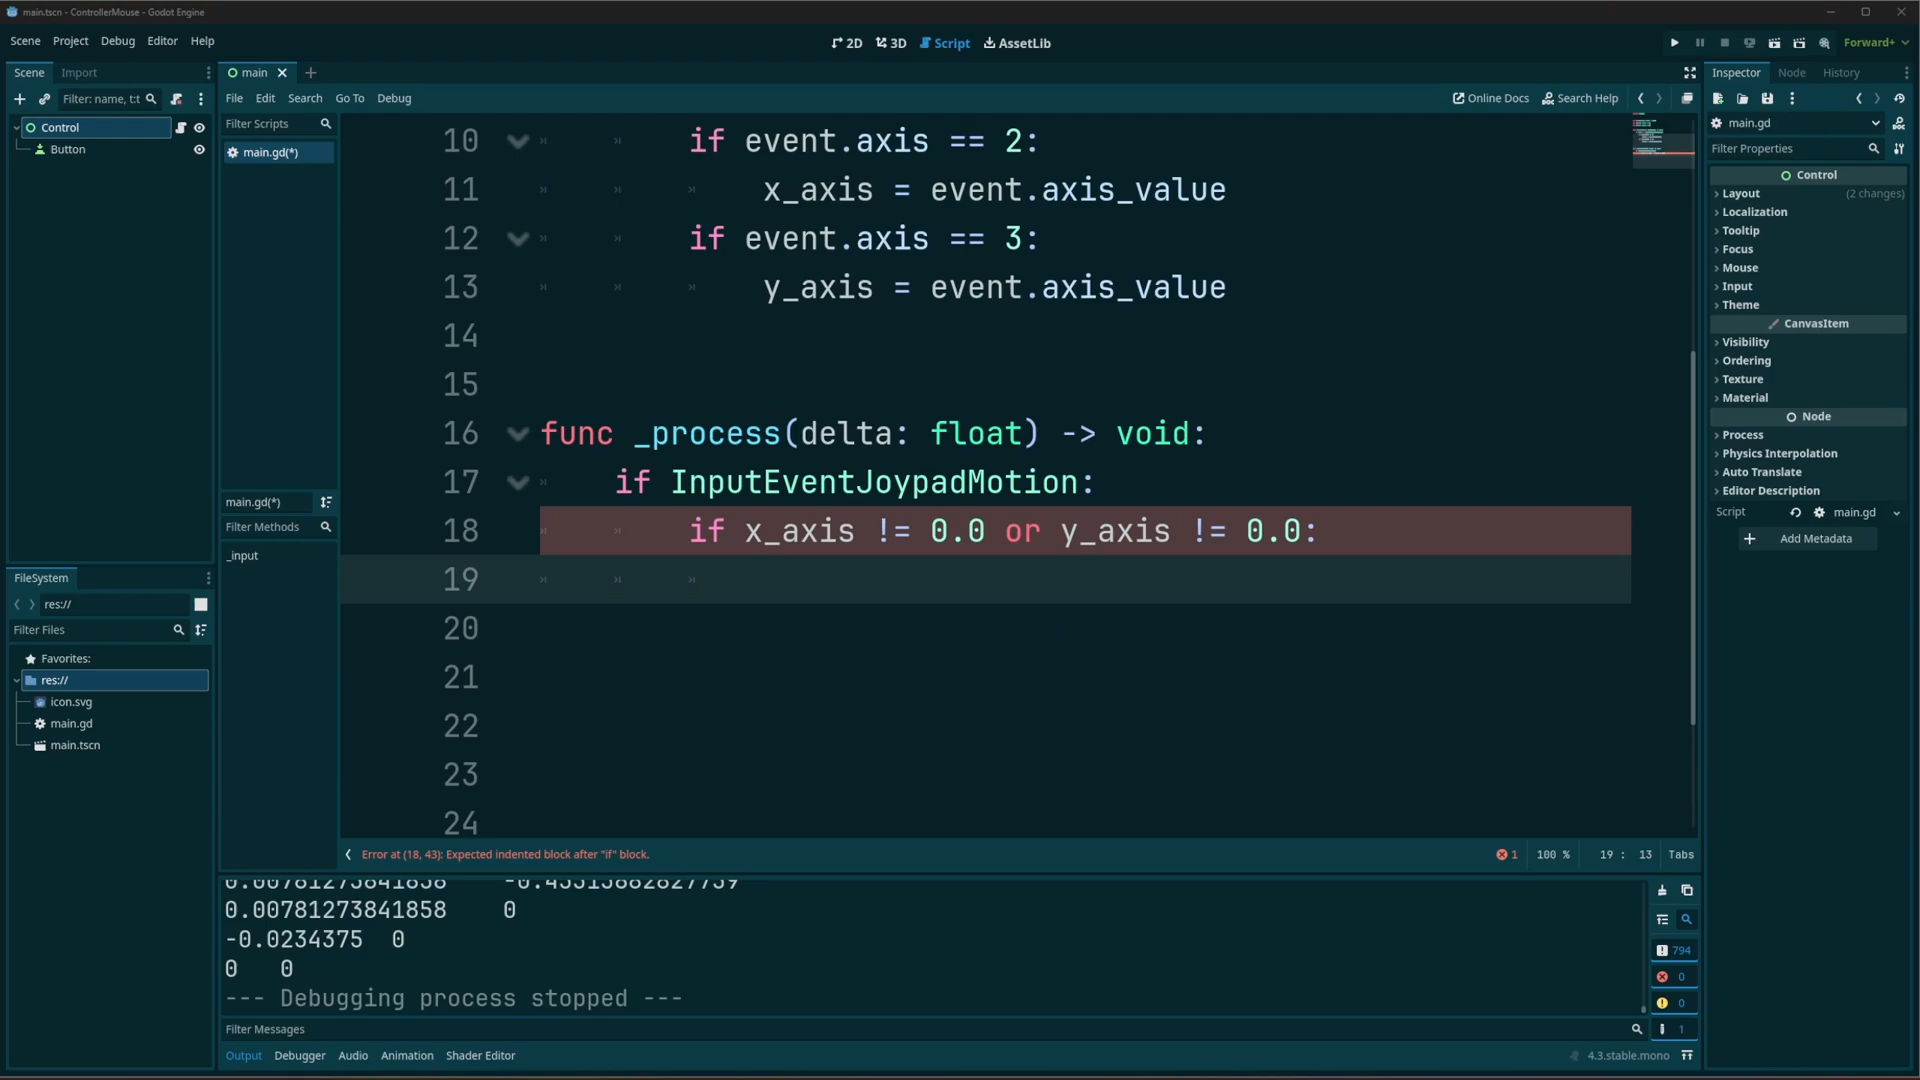 main.tscn - ControllerMouse - Godot Engine
Scene Project Debug Editor Help
2D 3D Script AssetLib
Forward+
Scene Import
Filter: name, t:t
Control
Button
main
File Edit Search Go To Debug
Online Docs Search Help
Filter Scripts
main.gd(*)
main.gd(*)
Filter Methods
_input
10 if event.axis == 2:
11 x_axis = event.axis_value
12 if event.axis == 3:
13 y_axis = event.axis_value
14
15
16 func _process(delta: float) -> void:
17 if InputEventJoypadMotion:
18 if x_axis != 0.0 or y_axis != 0.0:
19
20
21
22
23
24
Error at (18, 43): Expected indented block after "if" block.
1 100 % 19 : 13 Tabs
0.00781273841858 0
-0.0234375 0
0 0
--- Debugging process stopped ---
Filter Messages
794
0
0
1
Output Debugger Audio Animation Shader Editor
4.3.stable.mono
FileSystem
res://
Filter Files
Favorites:
res://
icon.svg
main.gd
main.tscn
Inspector Node History
main.gd
Filter Properties
Control
Layout (2 changes)
Localization
Tooltip
Focus
Mouse
Input
Theme
CanvasItem
Visibility
Ordering
Texture
Material
Node
Process
Physics Interpolation
Auto Translate
Editor Description
Script main.gd
Add Metadata